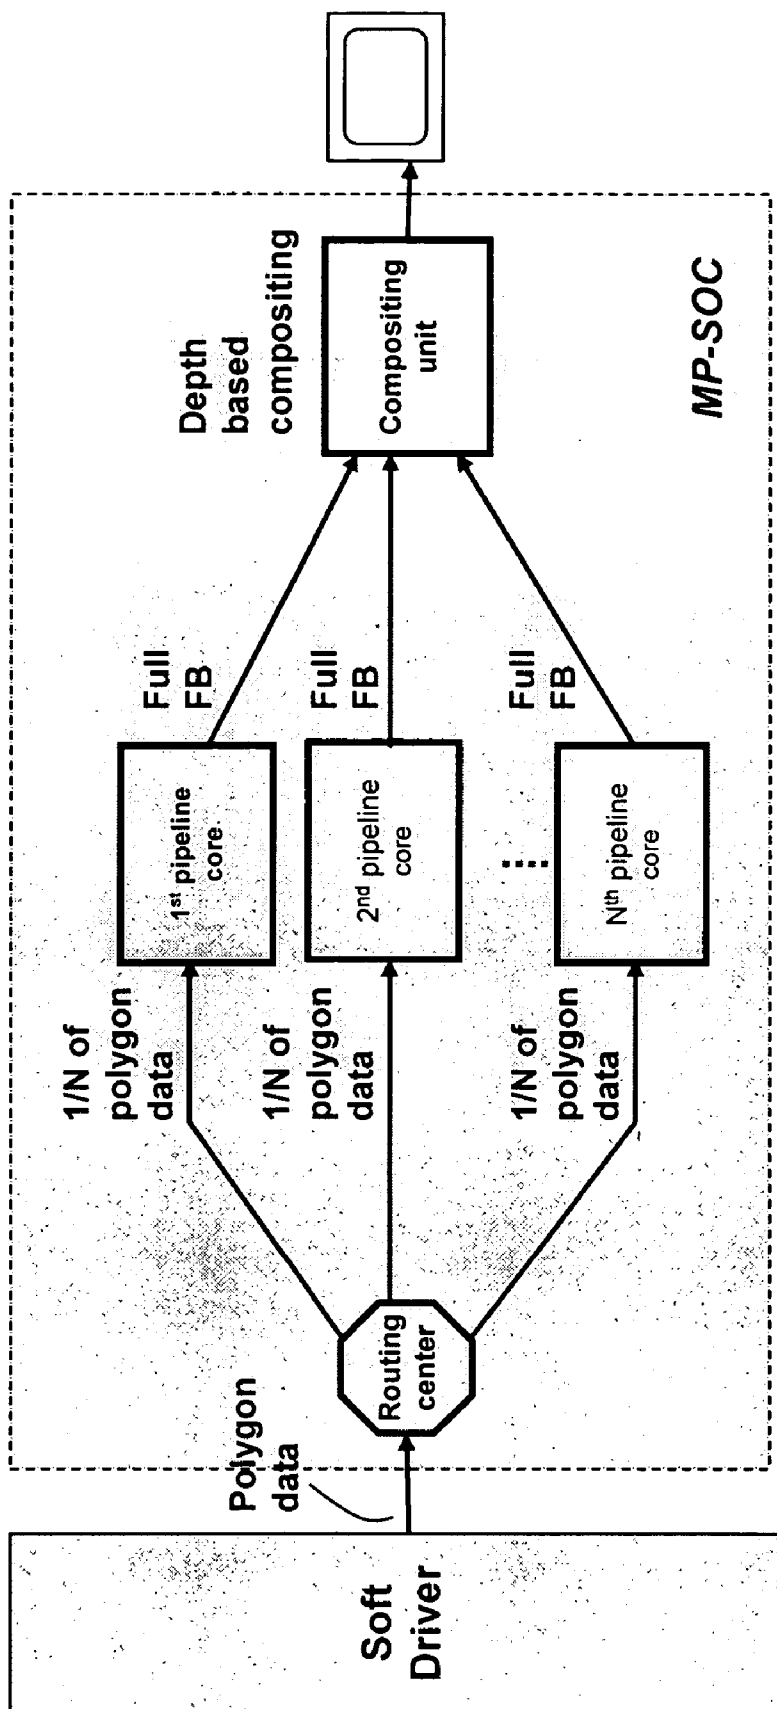 Soft
Driver
Polygon
data
Routing
center
1/N of
polygon
data
1/N of
polygon
data
1/N of
polygon
data
1st pipeline
core.
2nd pipeline
core
Nth pipeline
core
Full
FB
Full
FB
Full
FB
Depth
based
compositing
Compositing
unit
MP-SOC